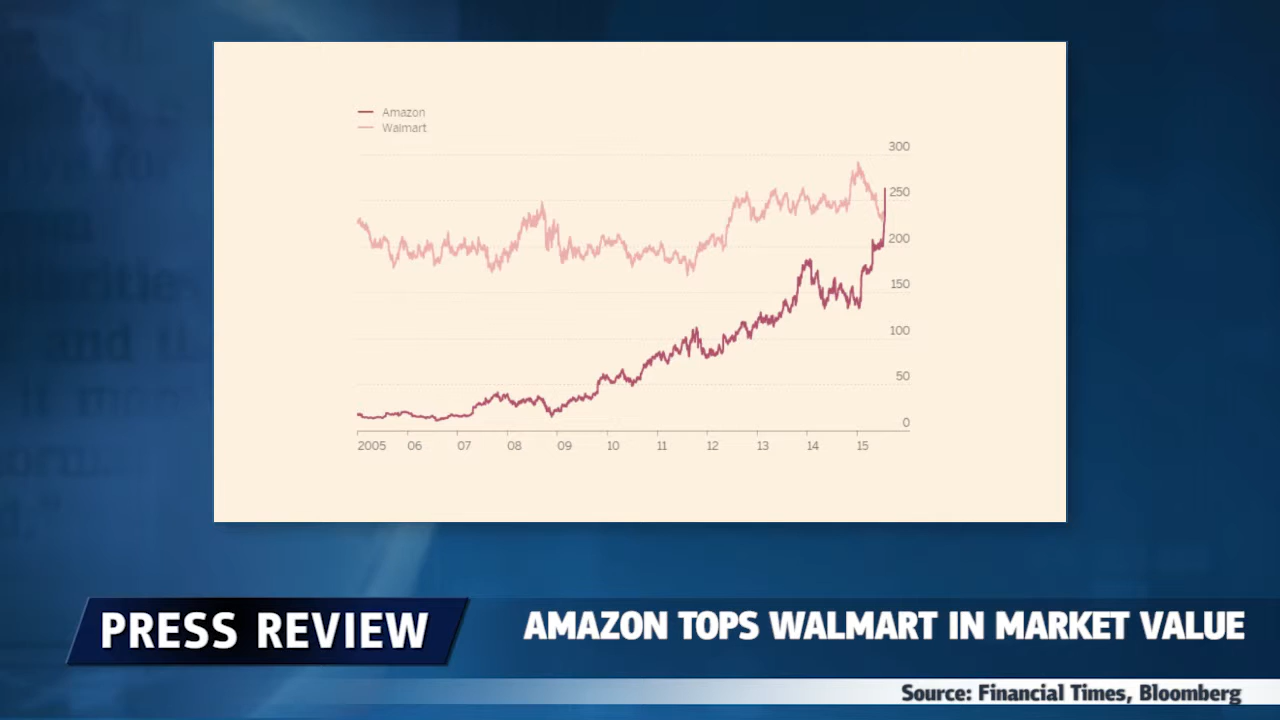 Amazon
Walmart
300
250
200
150
100
50
0
2005 06 07 08 09 10 11 12 13 14 15
PRESS REVIEW
AMAZON TOPS WALMART IN MARKET VALUE
Source: Financial Times, Bloomberg